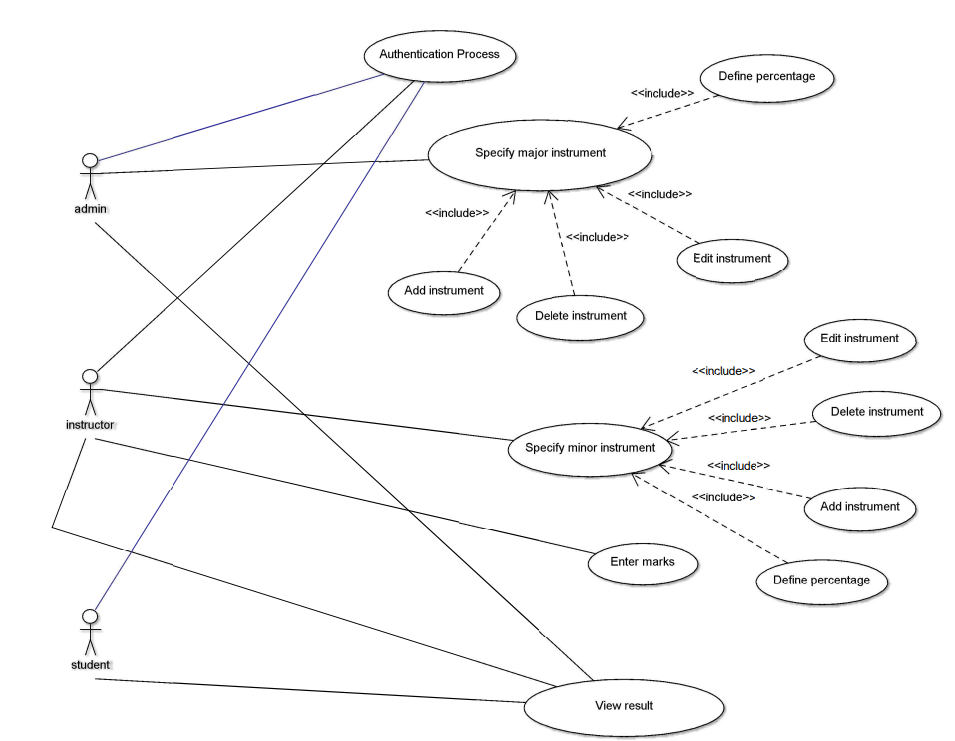 Authentication Process
Define percentage
<<include>>
Specify major instrument
admin
<<include>>
<<include>>
<<include>>
Edit instrument
Add instrument
Delete instrument
Edit instrument
<<include>>
instructor
<<include>>
Delete instrument
Specify minor instrument
<<include>>
<<include>>
Add instrument
Enter marks
Define percentage
student
View result